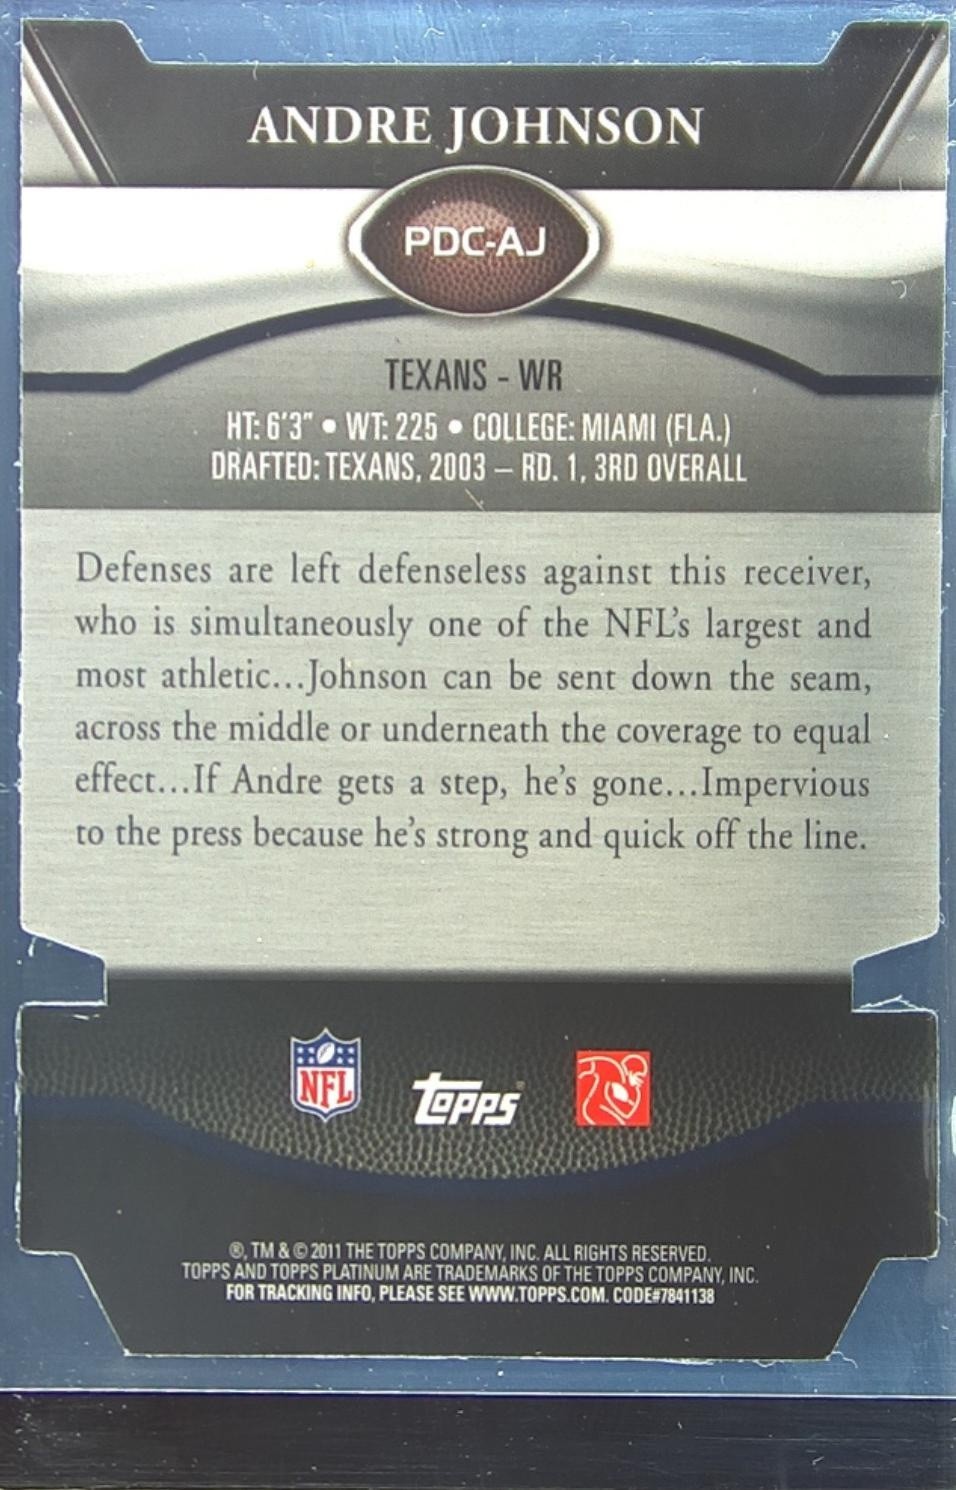 ANDRE JOHNSON
PDC-AJ
TEXANS - WR
HT: 6'3" • WT: 225 • COLLEGE: MIAMI (FLA.)
DRAFTED: TEXANS, 2003 – RD. 1, 3RD OVERALL
Defenses are left defenseless against this receiver,
who is simultaneously one of the NFL's largest and
most athletic...Johnson can be sent down the seam,
across the middle or underneath the coverage to equal
effect...If Andre gets a step, he's gone...Impervious
to the press because he's strong and quick off the line.
NFL
TOPPS®
®, TM & © 2011 THE TOPPS COMPANY, INC. ALL RIGHTS RESERVED.
TOPPS AND TOPPS PLATINUM ARE TRADEMARKS OF THE TOPPS COMPANY, INC.
FOR TRACKING INFO, PLEASE SEE WWW.TOPPS.COM. CODE#7841138